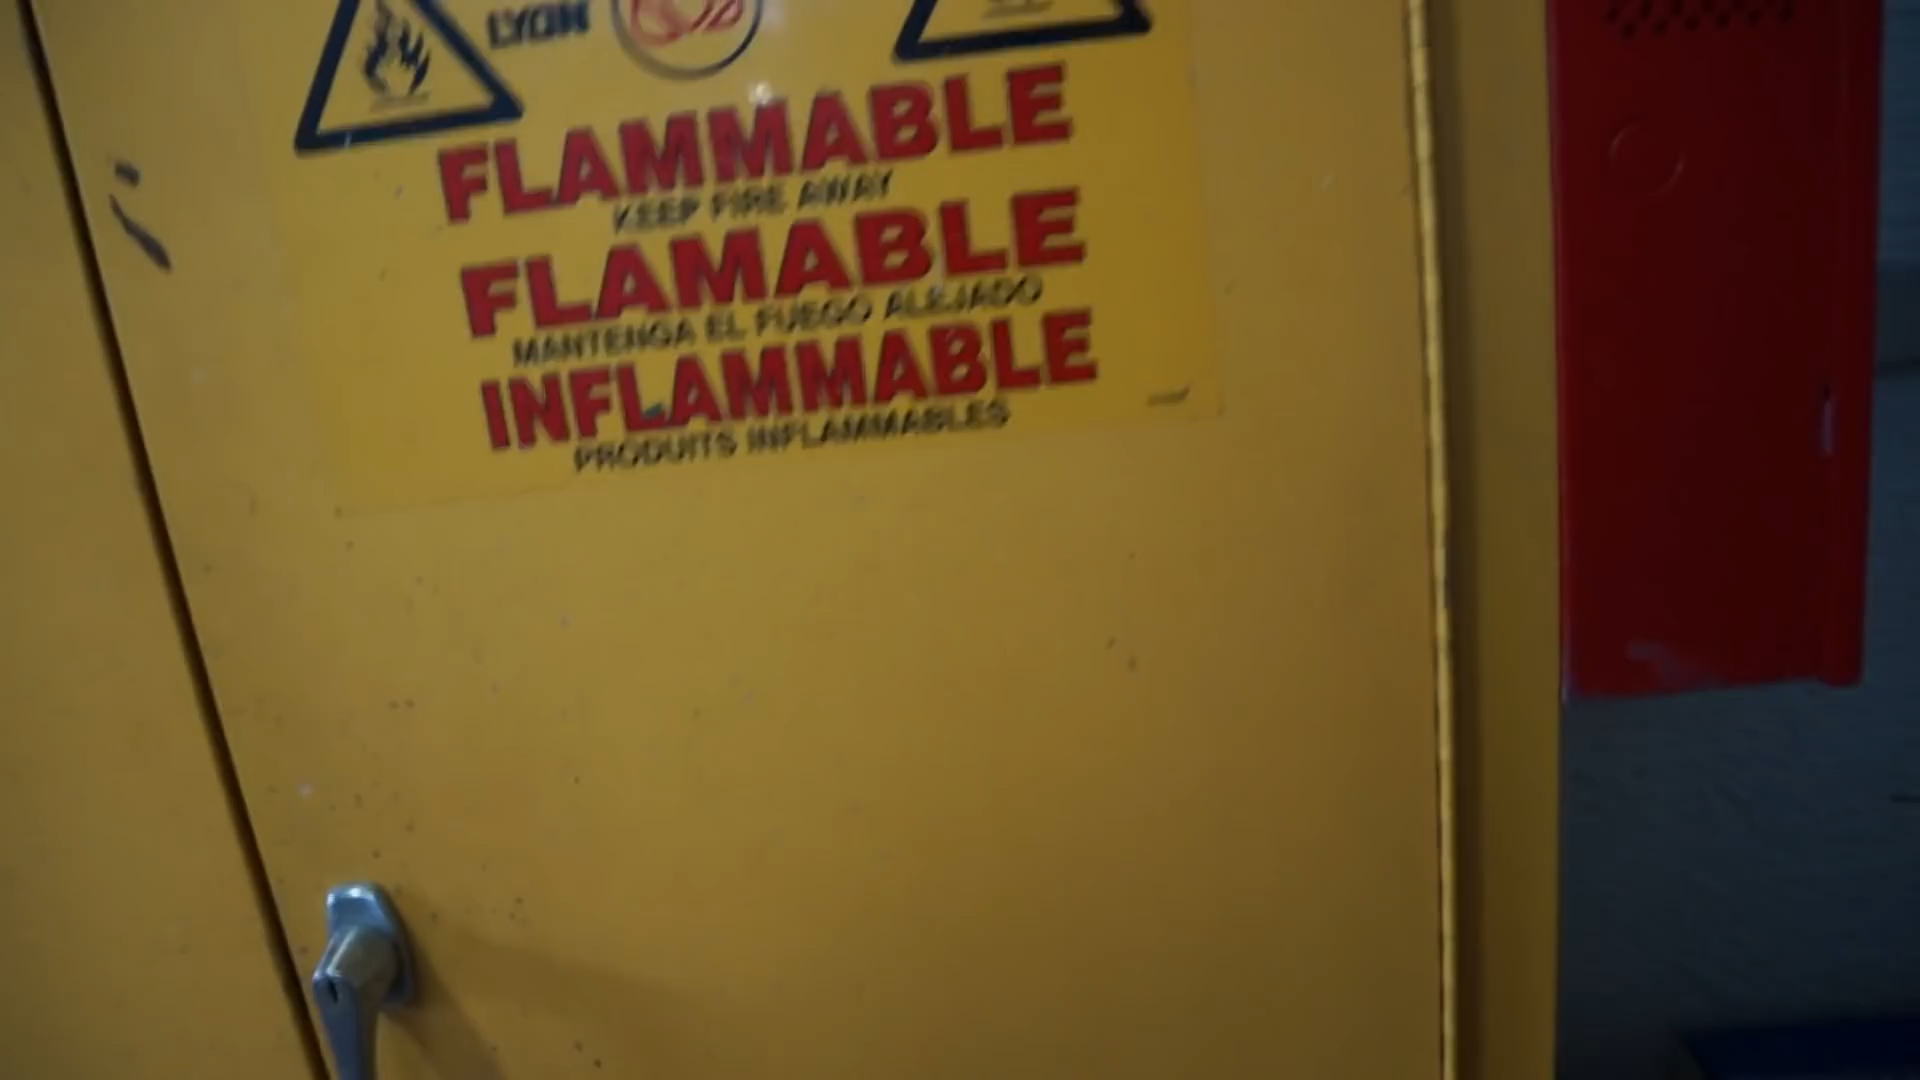 LYON
FLAMMABLE
KEEP FIRE AWAY
FLAMABLE
MANTENGA EL FUEGO ALEJADO
INFLAMMABLE
PRODUITS INFLAMMABLES